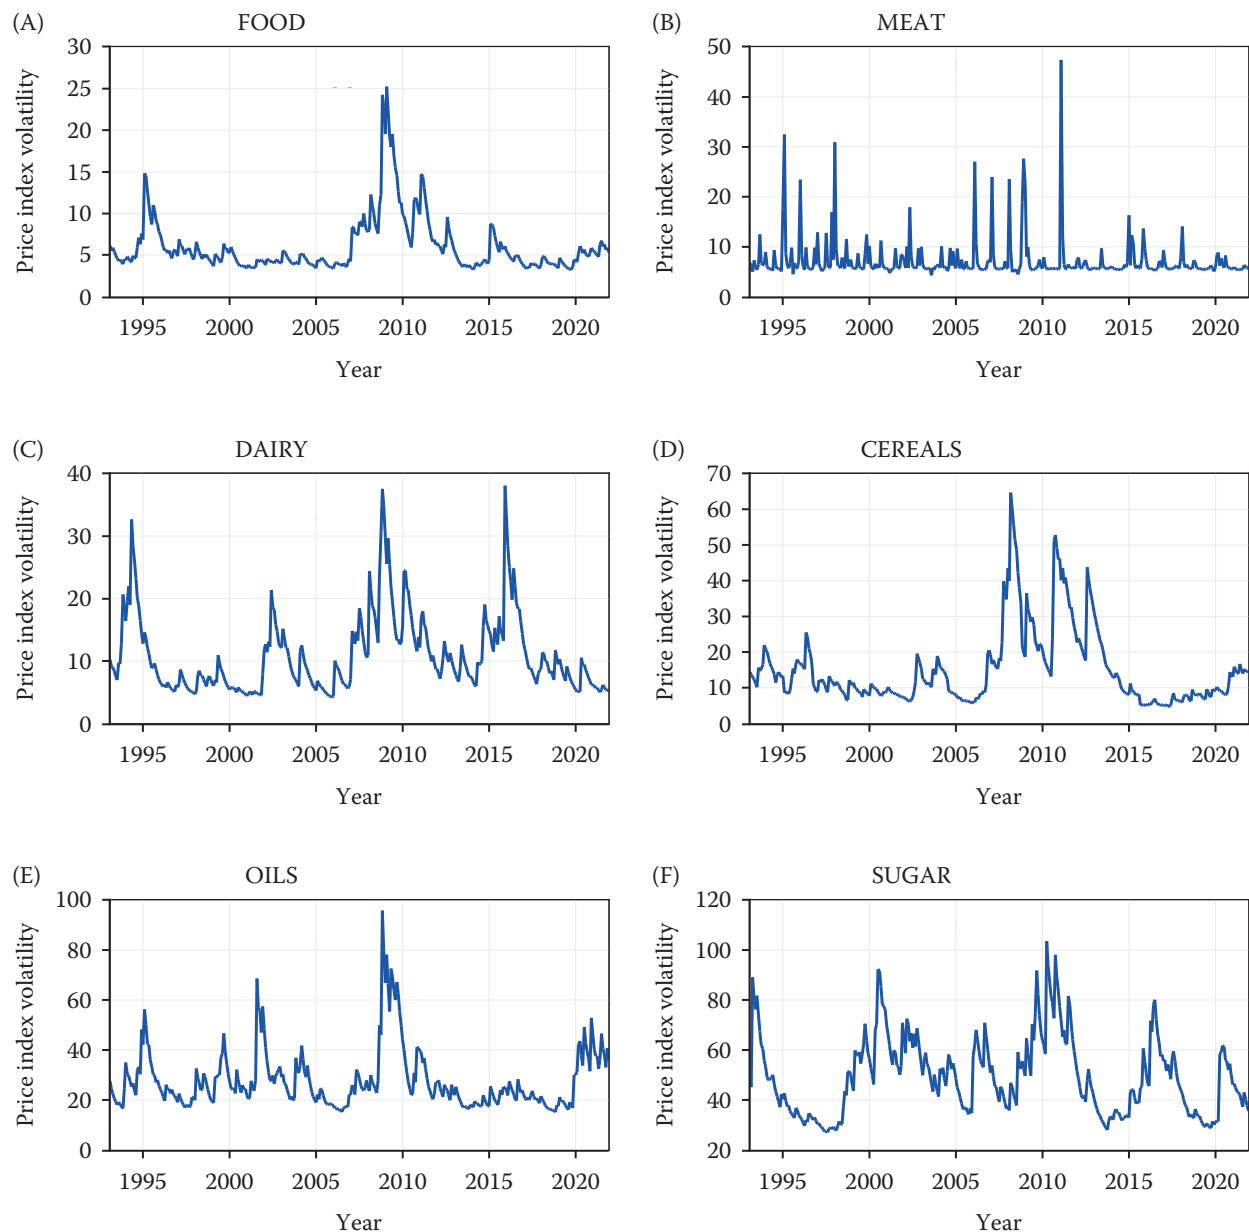 (A) FOOD
Price index volatility
30
25
20
15
10
5
0
1995 2000 2005 2010 2015 2020
Year
(B) MEAT
Price index volatility
50
40
30
20
10
0
1995 2000 2005 2010 2015 2020
Year
(C) DAIRY
Price index volatility
40
30
20
10
0
1995 2000 2005 2010 2015 2020
Year
(D) CEREALS
Price index volatility
70
60
50
40
30
20
10
0
1995 2000 2005 2010 2015 2020
Year
(E) OILS
Price index volatility
100
80
60
40
20
0
1995 2000 2005 2010 2015 2020
Year
(F) SUGAR
Price index volatility
120
100
80
60
40
20
1995 2000 2005 2010 2015 2020
Year